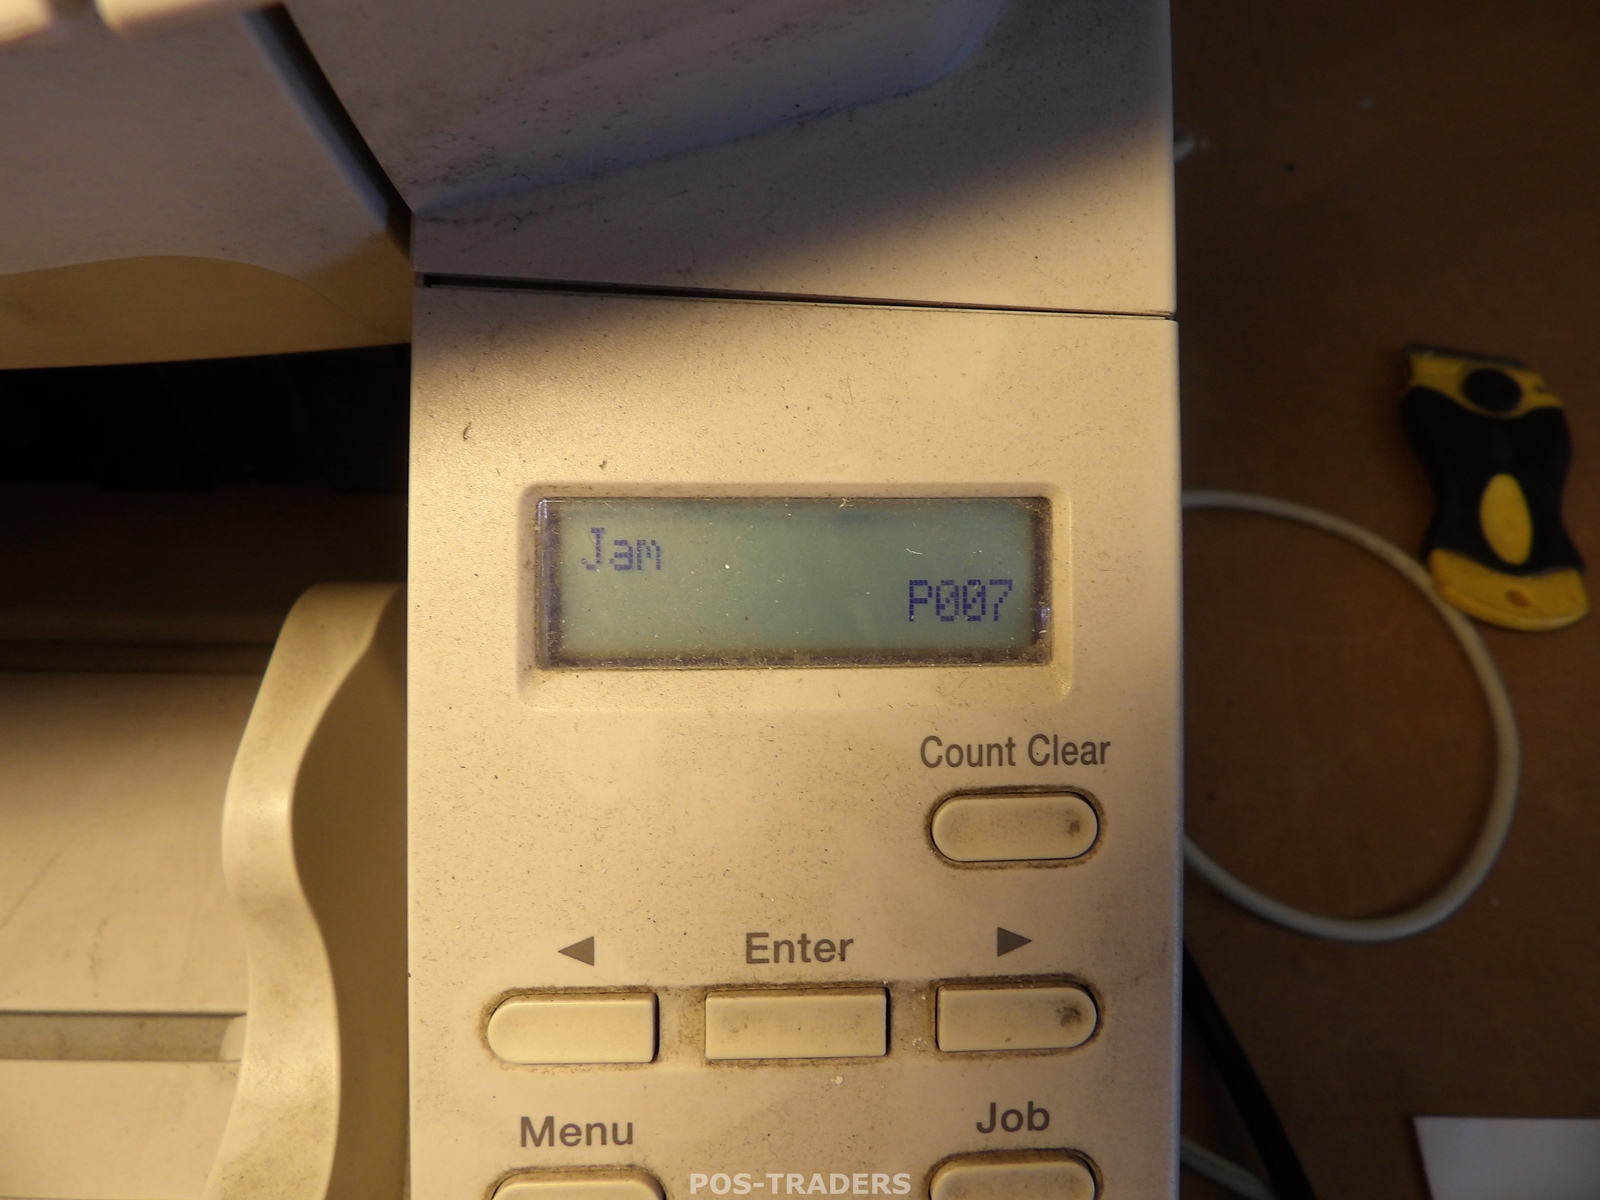 Jam
P007
Count Clear
◀ Enter ▶
Menu Job
POS-TRADERS